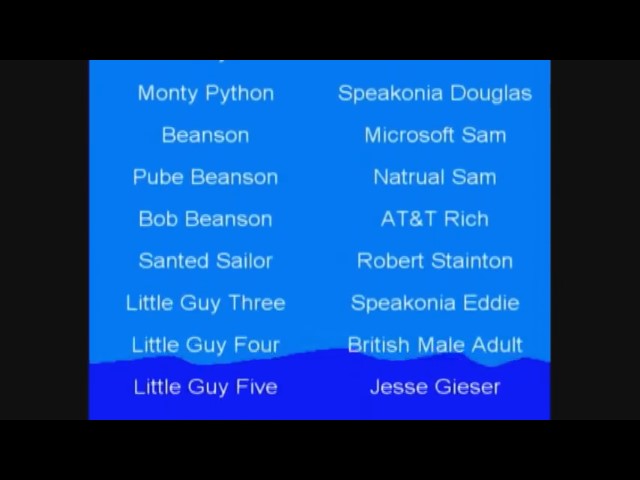 Monty Python Speakonia Douglas
Beanson Microsoft Sam
Pube Beanson Natrual Sam
Bob Beanson AT&T Rich
Santed Sailor Robert Stainton
Little Guy Three Speakonia Eddie
Little Guy Four British Male Adult
Little Guy Five Jesse Gieser